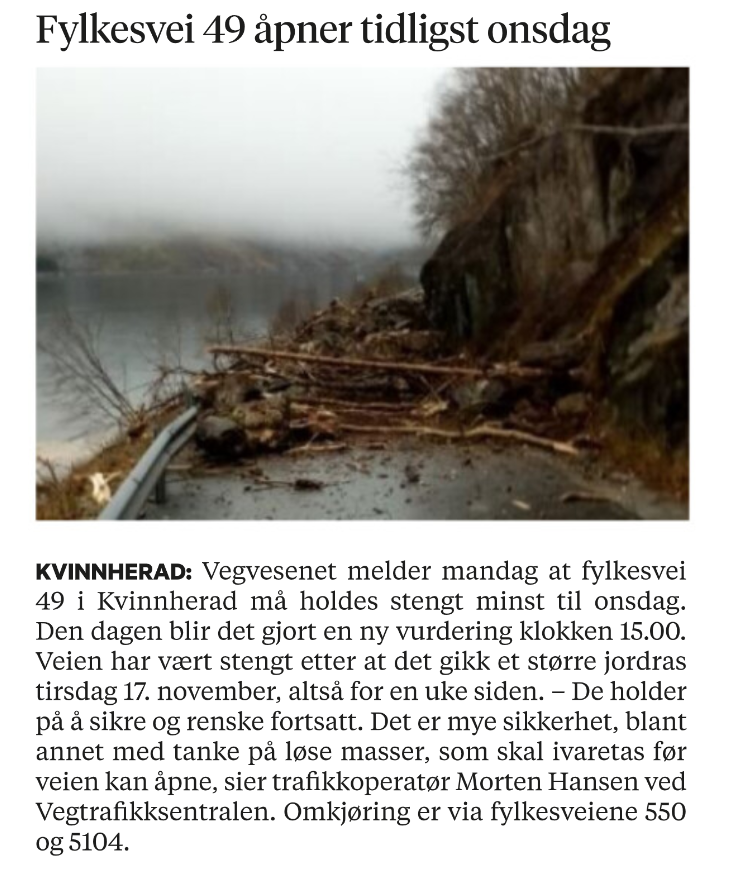 Fylkesvei 49 åpner tidligst onsdag
KVINNHERAD: Vegvesenet melder mandag at fylkesvei
49 i Kvinnherad må holdes stengt minst til onsdag.
Den dagen blir det gjort en ny vurdering klokken 15.00.
Veien har vært stengt etter at det gikk et større jordras
tirsdag 17. november, altså for en uke siden. – De holder
på å sikre og renske fortsatt. Det er mye sikkerhet, blant
annet med tanke på løse masser, som skal ivaretas før
veien kan åpne, sier trafikkoperatør Morten Hansen ved
Vegtrafikksentralen. Omkjøring er via fylkesveiene 550
og 5104.